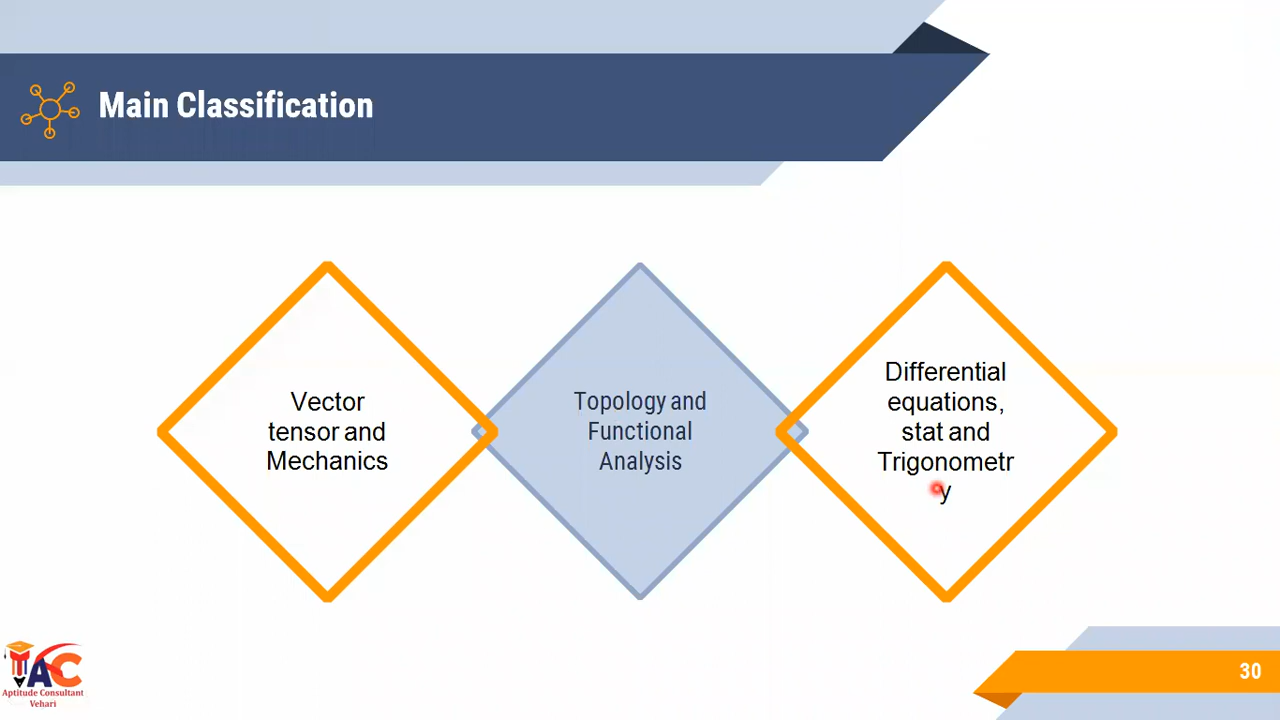 Main Classification
Vector
tensor and
Mechanics
Topology and
Functional
Analysis
Differential
equations,
stat and
Trigonometr
y
IAC
Aptitude Consultant
Vehari
30